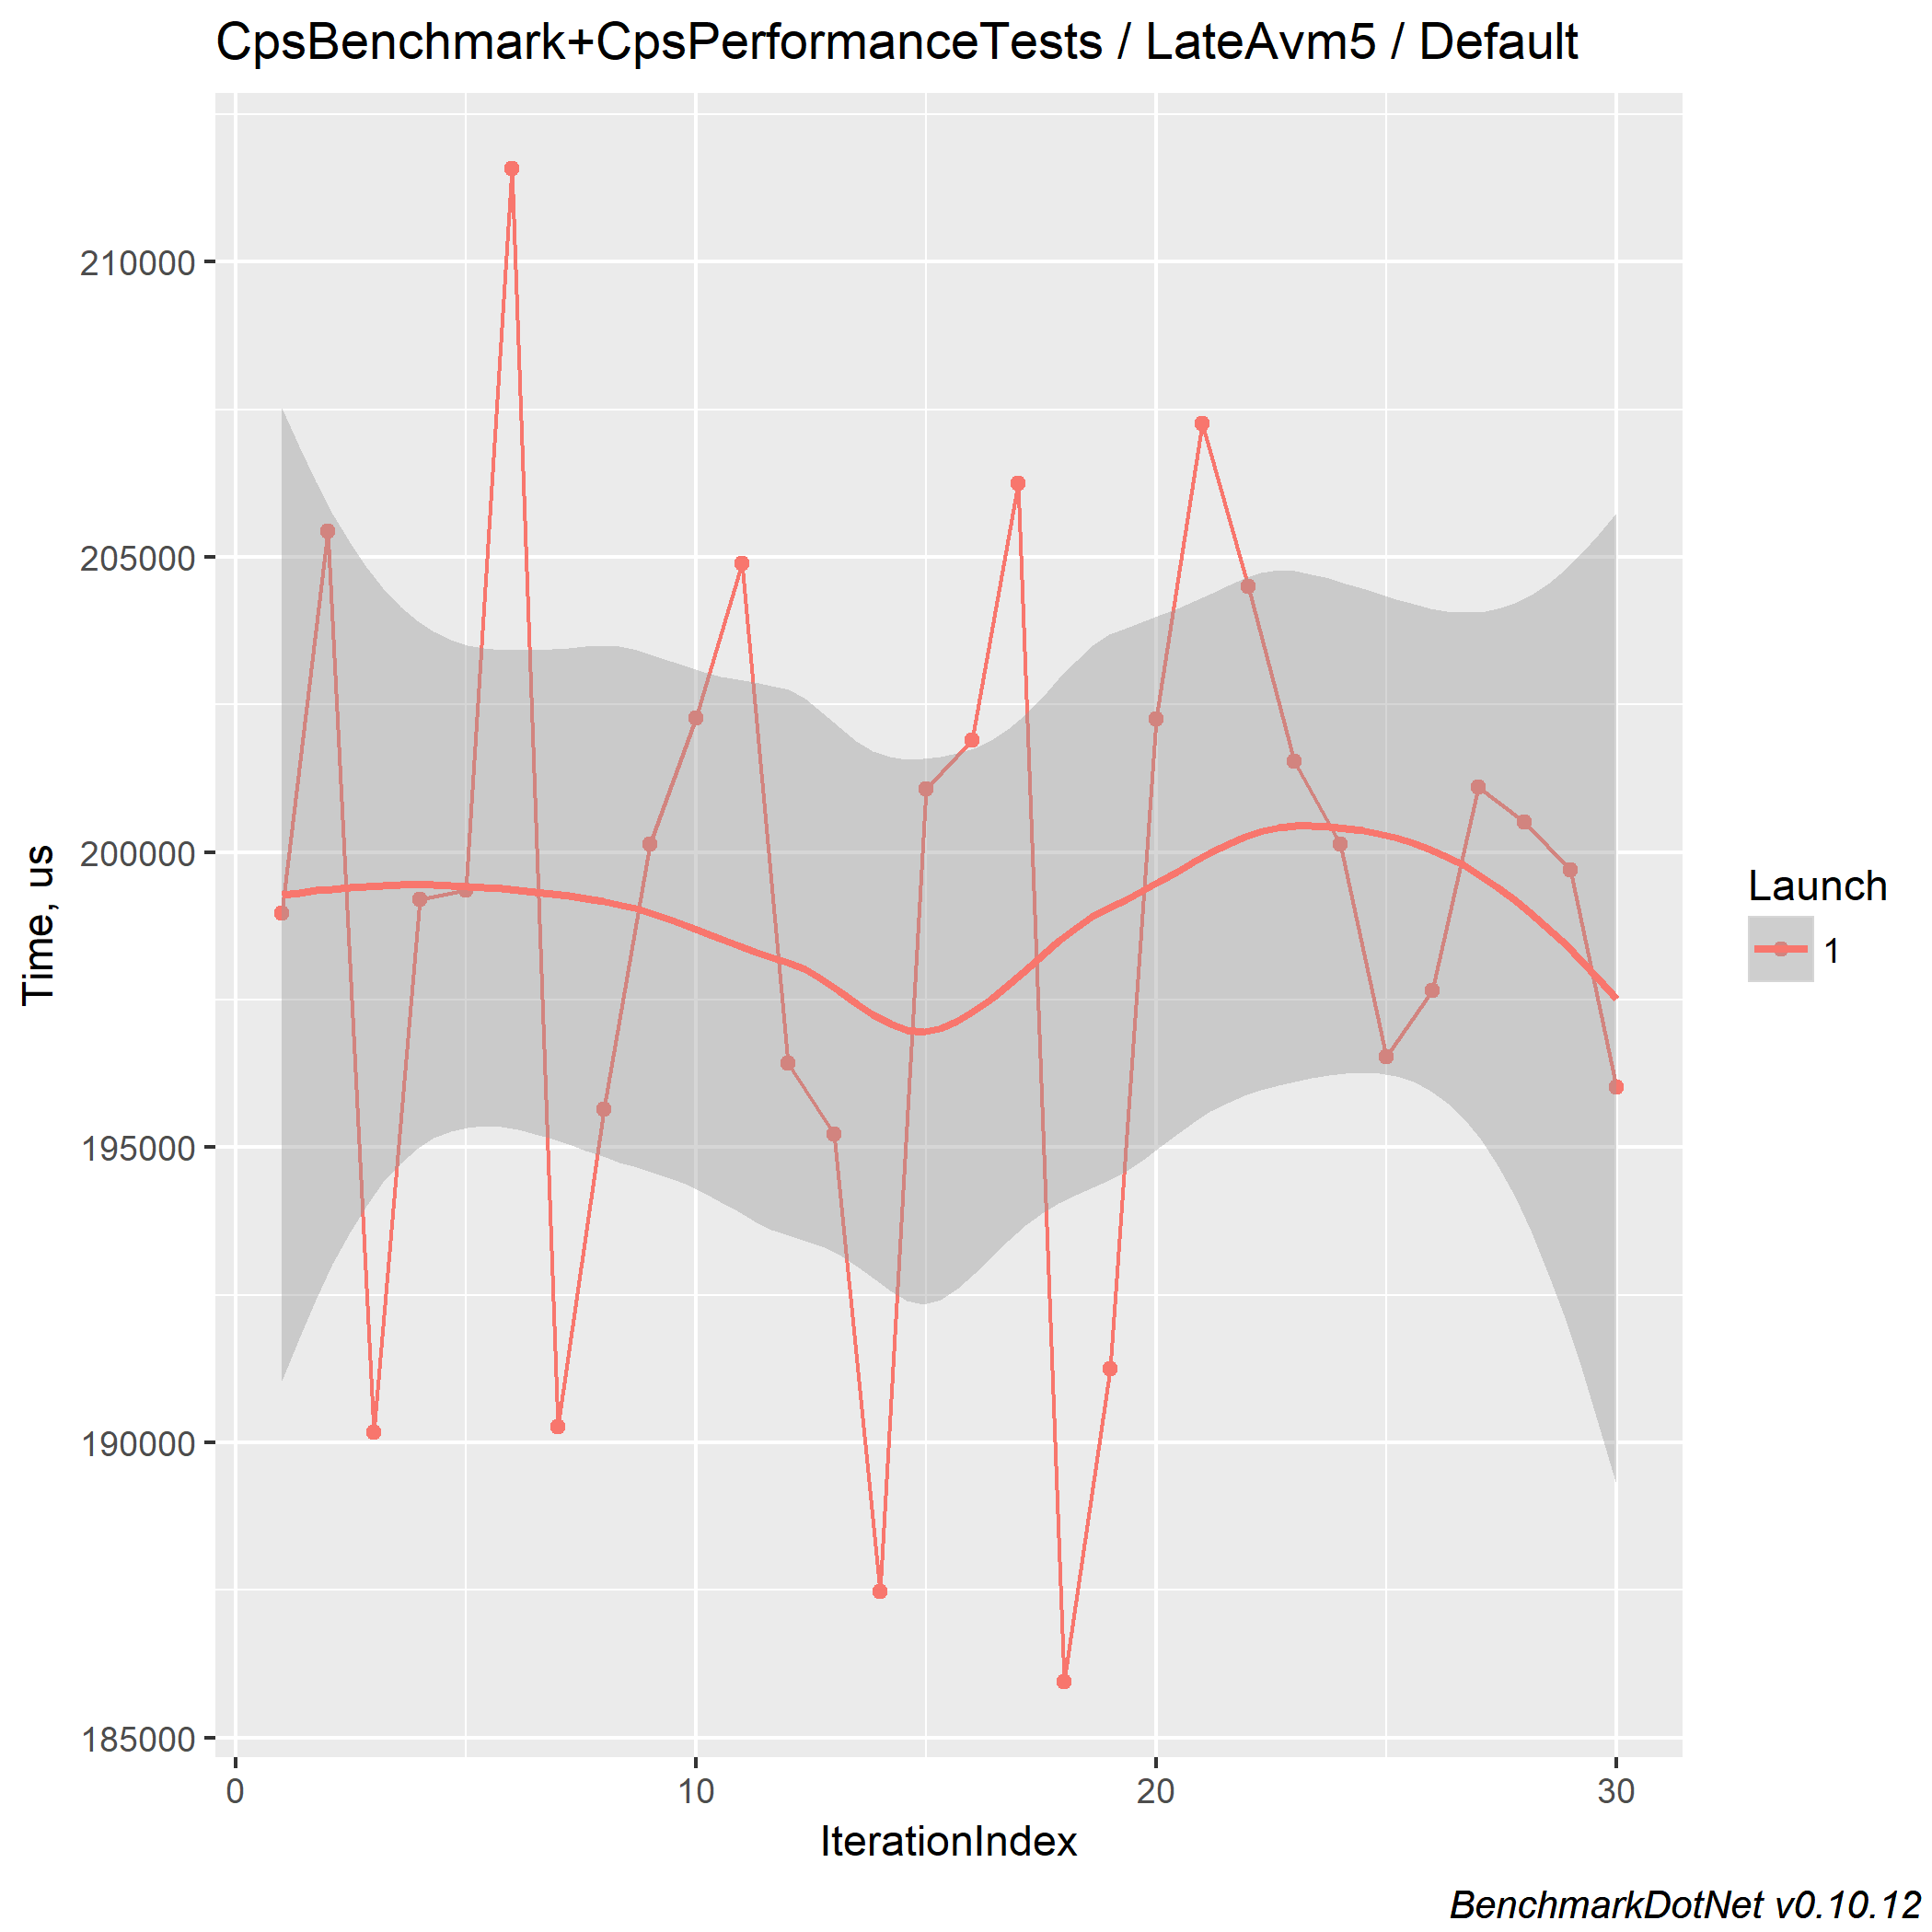 CpsBenchmark+CpsPerformanceTests / LateAvm5 / Default
210000
205000
200000
195000
190000
185000
Time, us
0 10 20 30
IterationIndex
Launch
1
BenchmarkDotNet v0.10.12